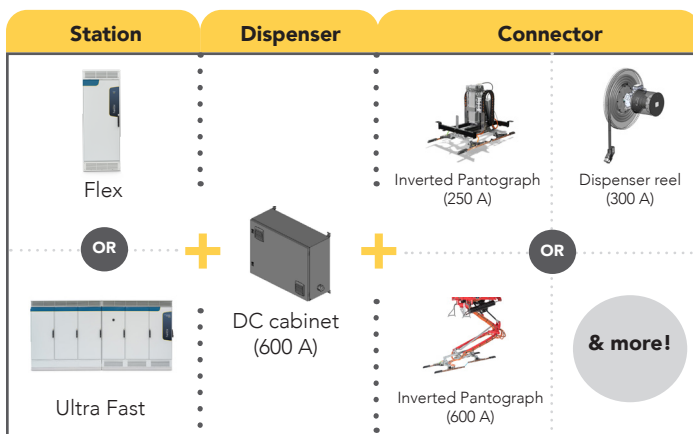 Station
Dispenser
Connector
Flex
OR
Ultra Fast
DC cabinet
(600 A)
Inverted Pantograph
(250 A)
Dispenser reel
(300 A)
OR
Inverted Pantograph
(600 A)
& more!